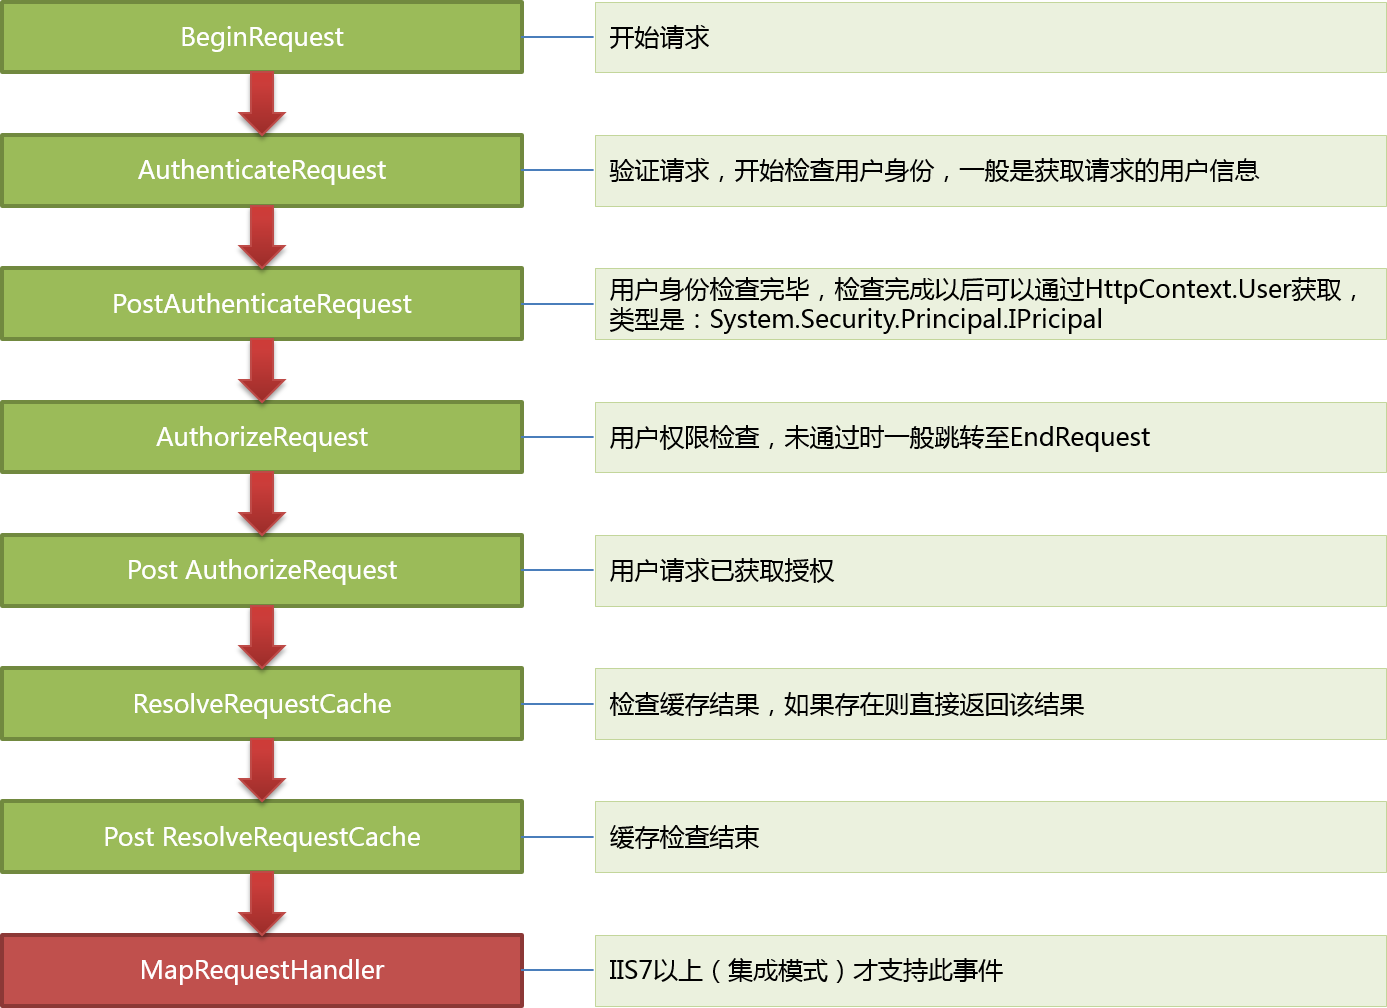 BeginRequest
开始请求
AuthenticateRequest
验证请求，开始检查用户身份，一般是获取请求的用户信息
PostAuthenticateRequest
用户身份检查完毕，检查完成以后可以通过HttpContext.User获取，
类型是：System.Security.Principal.IPricipal
AuthorizeRequest
用户权限检查，未通过时一般跳转至EndRequest
Post AuthorizeRequest
用户请求已获取授权
ResolveRequestCache
检查缓存结果，如果存在则直接返回该结果
Post ResolveRequestCache
缓存检查结束
MapRequestHandler
IIS7以上（集成模式）才支持此事件